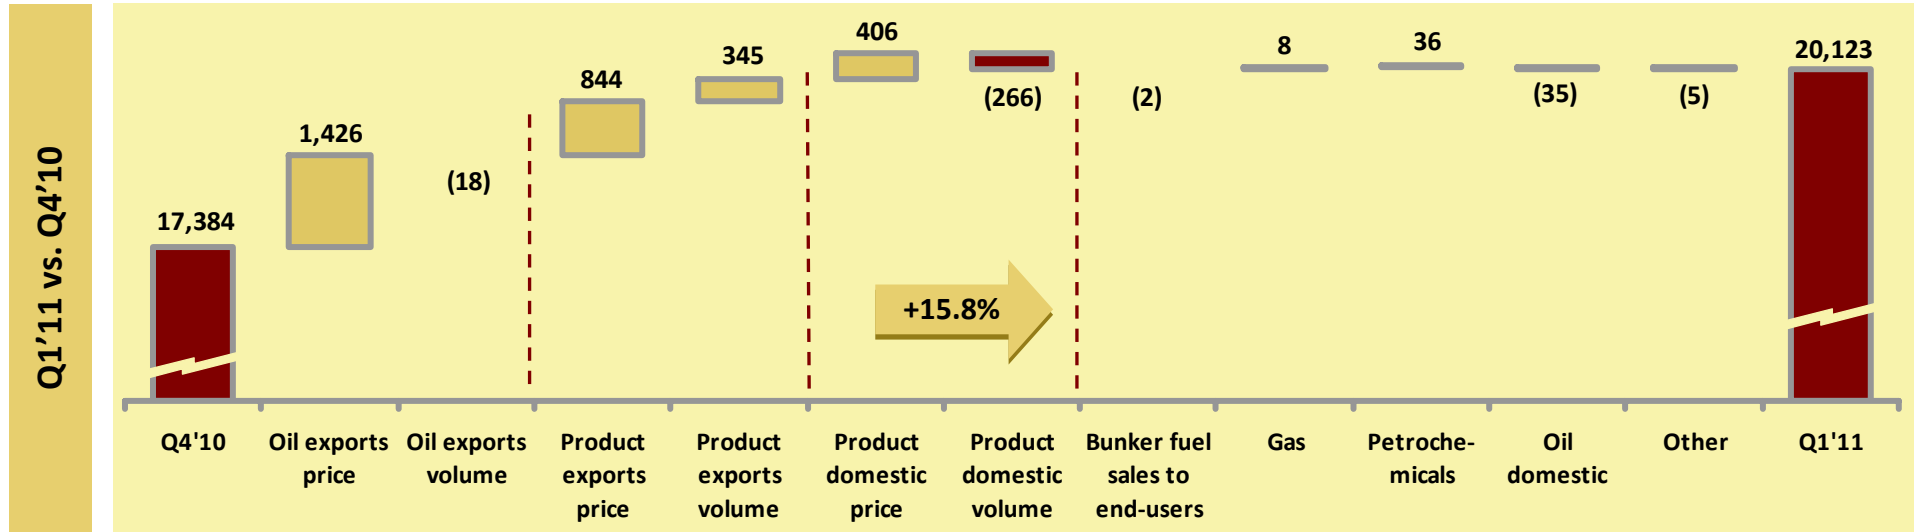 Q1’11 vs. Q4’10
17,384
1,426
(18)
844
345
406
(266)
(2)
8
36
(35)
(5)
20,123
+15.8%
Q4'10
Oil exports
price
Oil exports
volume
Product
exports
price
Product
exports
volume
Product
domestic
price
Product
domestic
volume
Bunker fuel
sales to
end-users
Gas
Petroche-
micals
Oil
domestic
Other
Q1'11